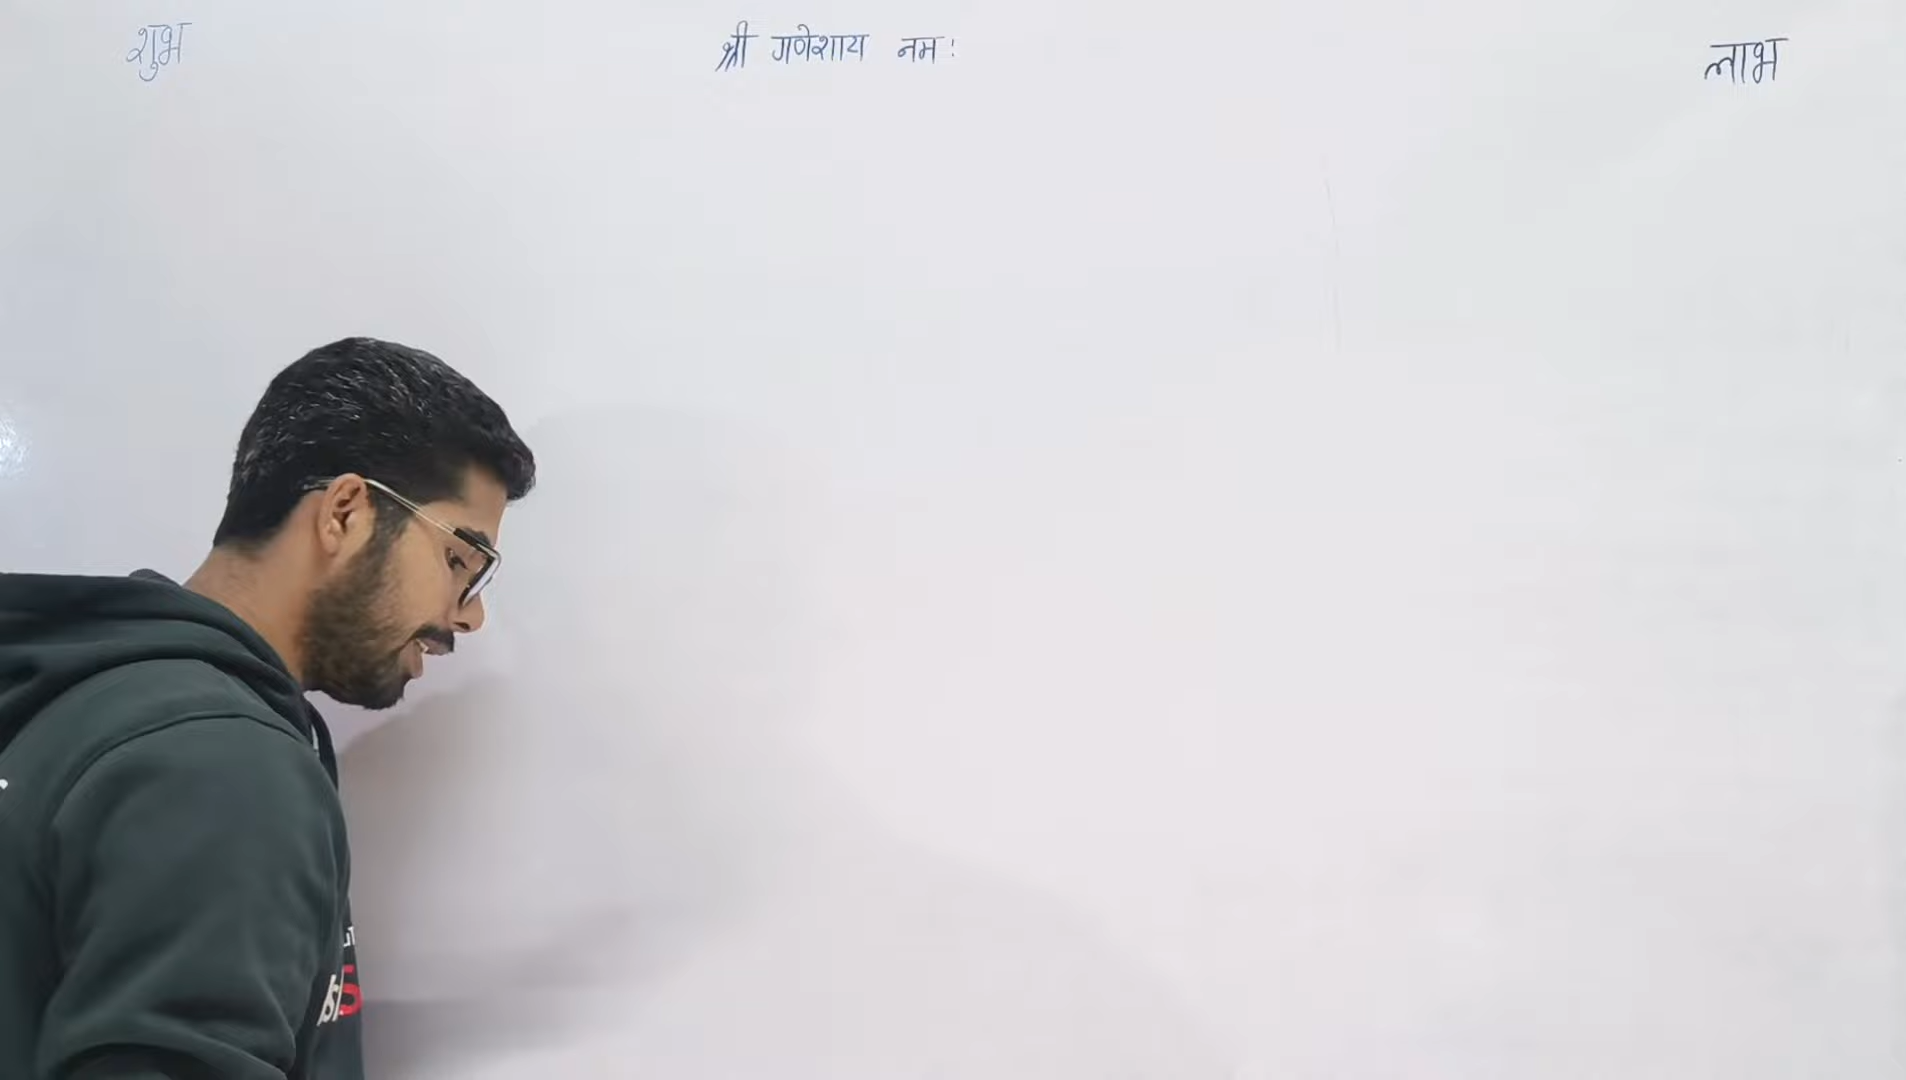 शुभ श्री गणेशाय नमः लाभ